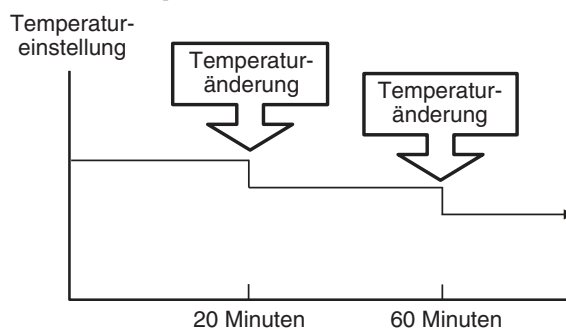 Temperatur-
einstellung
Temperatur-
änderung
Temperatur-
änderung
20 Minuten
60 Minuten